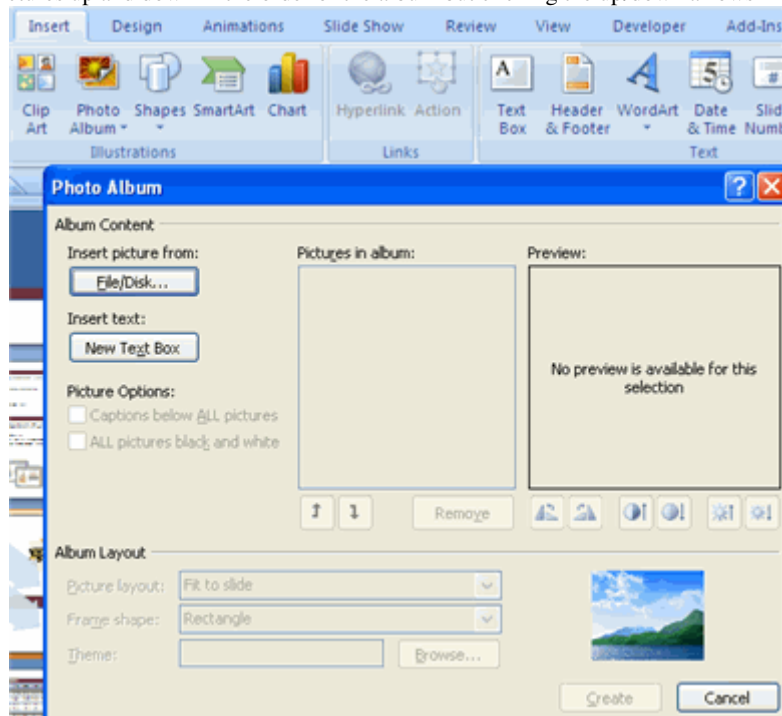 Insert Design Animations Slide Show Review View Developer Add-Ins
Clip Art Photo Album Shapes SmartArt Chart Hyperlink Action Text Box Header & Footer WordArt Date & Time
Illustrations Links Text
Photo Album
Album Content
Insert picture from: Pictures in album: Preview:
File/Disk...
Insert text:
New Text Box
No preview is available for this
selection
Picture Options:
Captions below ALL pictures
ALL pictures black and white
Remove
Album Layout
Picture layout: Fit to slide
Frame shape: Rectangle
Theme: Browse...
Create Cancel